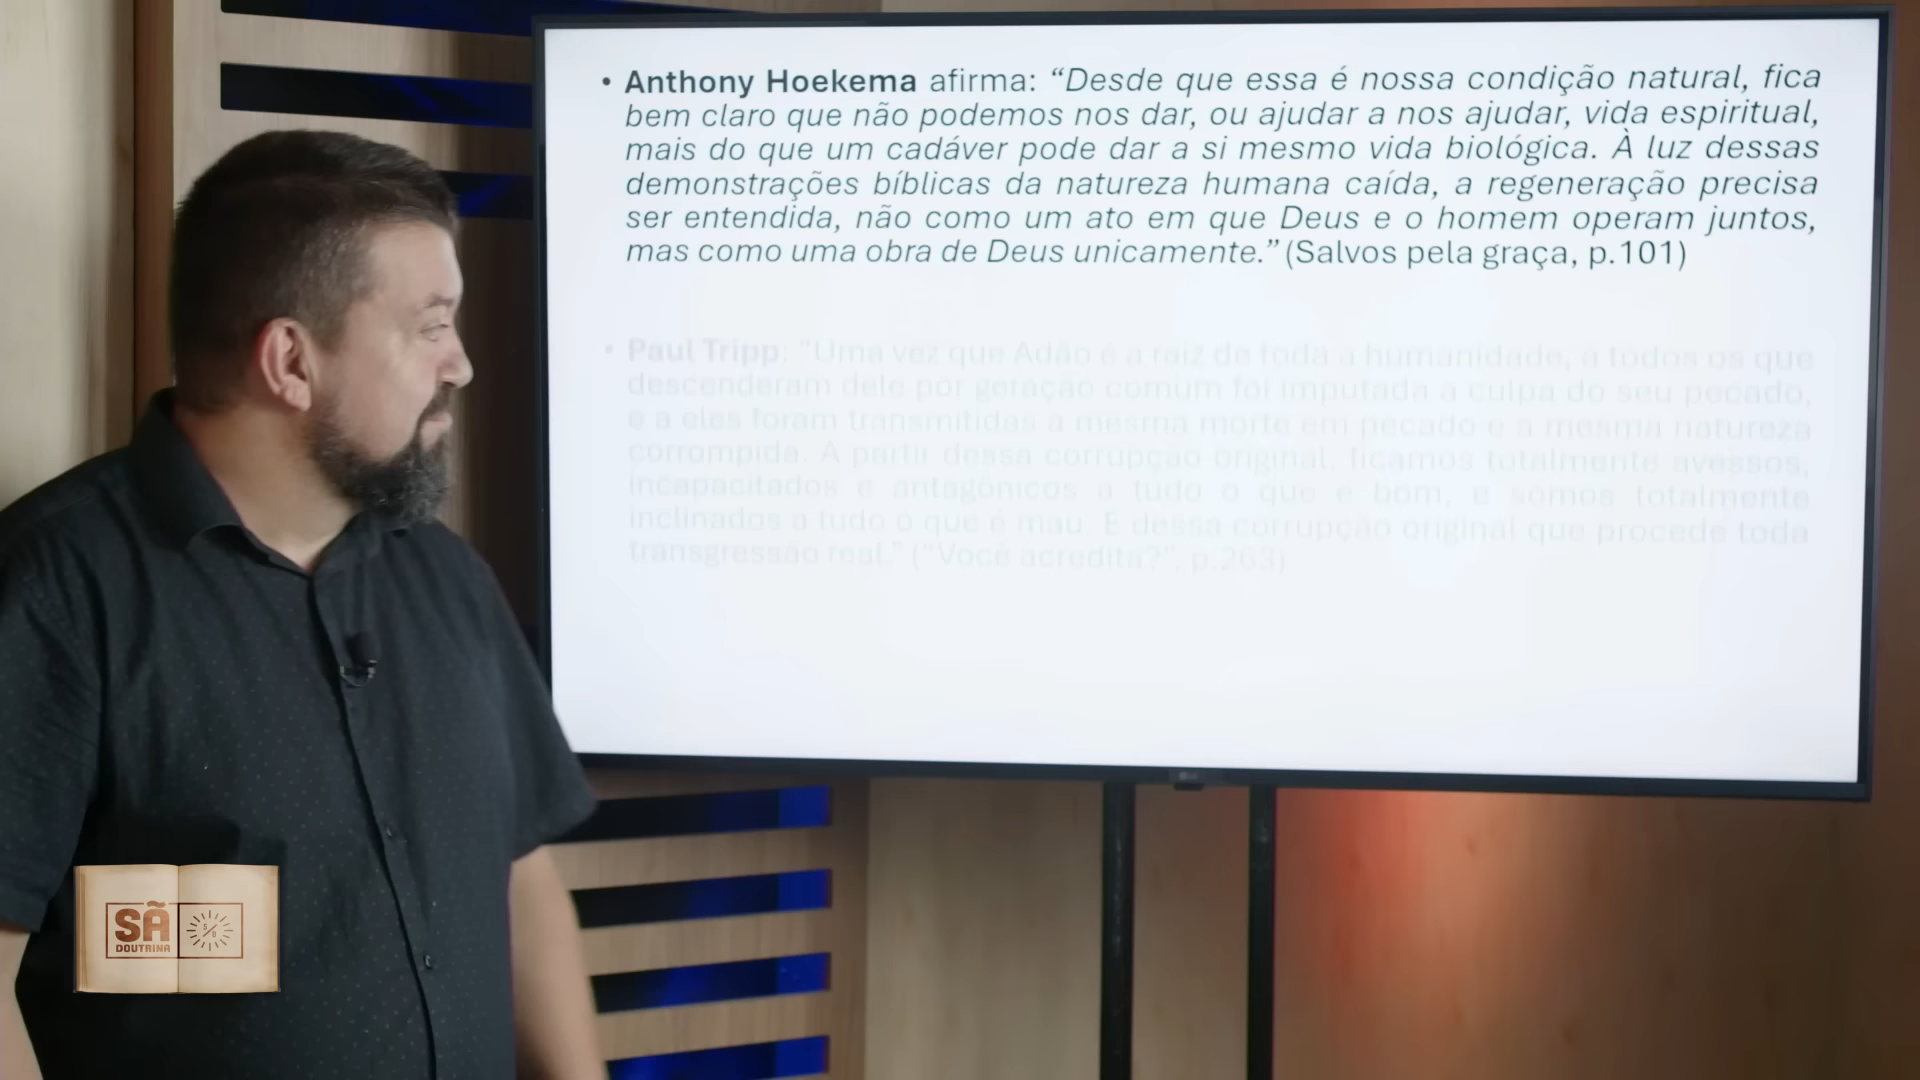 • Anthony Hoekema afirma: “Desde que essa é nossa condição natural, fica
bem claro que não podemos nos dar, ou ajudar a nos ajudar, vida espiritual,
mais do que um cadáver pode dar a si mesmo vida biológica. À luz dessas
demonstrações bíblicas da natureza humana caída, a regeneração precisa
ser entendida, não como um ato em que Deus e o homem operam juntos,
mas como uma obra de Deus unicamente.” (Salvos pela graça, p.101)
• Paul Tripp: “Uma vez que Adão é a raiz de toda a humanidade, a todos os que
descenderam dele por geração comum foi imputada a culpa do seu pecado,
e a eles foram transmitidas a mesma morte em pecado e a mesma natureza
corrompida. A partir dessa corrupção original, ficamos totalmente avessos,
incapacitados e antagônicos a tudo o que é bom, e somos totalmente
inclinados a tudo o que é mau. E dessa corrupção original que procede toda
transgressão real.” (“Você acredita?”, p.263)
SÃ
DOUTRINA
S/D